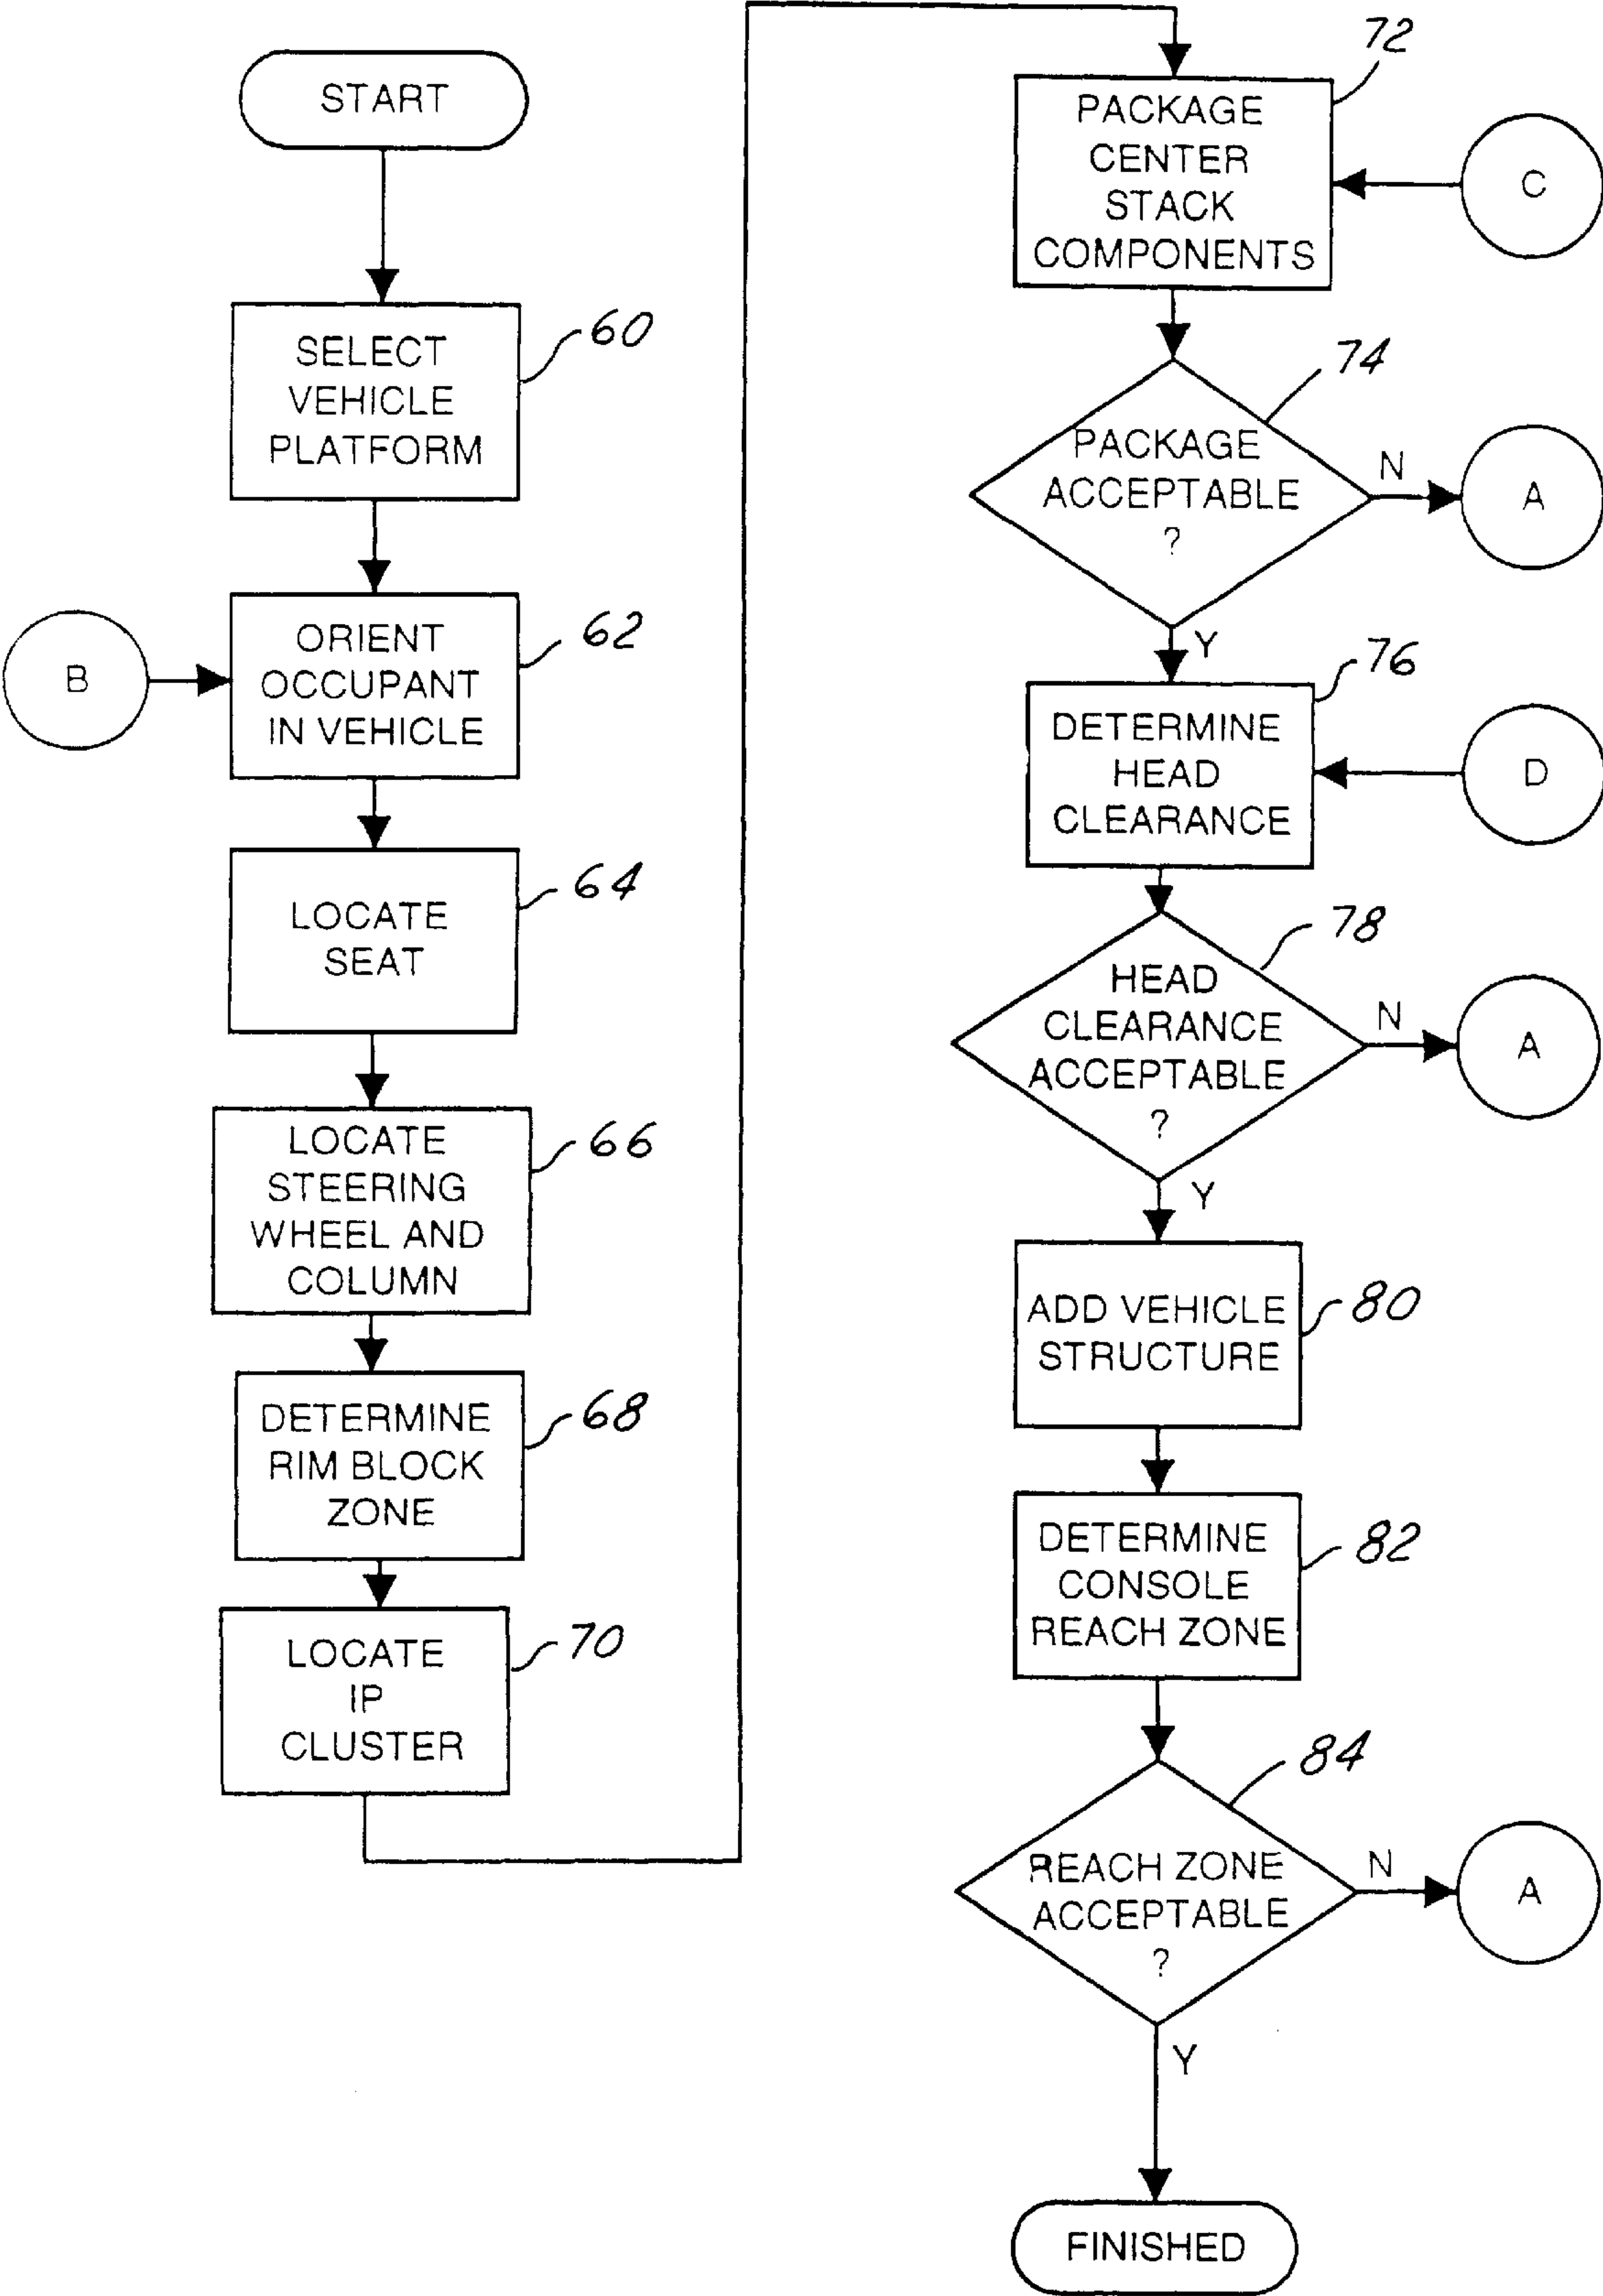 START
SELECT
VEHICLE
PLATFORM
60
B
ORIENT
OCCUPANT
IN VEHICLE
62
LOCATE
SEAT
64
LOCATE
STEERING
WHEEL AND
COLUMN
66
DETERMINE
RIM BLOCK
ZONE
68
LOCATE
IP
CLUSTER
70
PACKAGE
CENTER
STACK
COMPONENTS
72
C
PACKAGE
ACCEPTABLE
?
74
N
A
Y
DETERMINE
HEAD
CLEARANCE
76
D
HEAD
CLEARANCE
ACCEPTABLE
?
78
N
A
Y
ADD VEHICLE
STRUCTURE
80
DETERMINE
CONSOLE
REACH ZONE
82
REACH ZONE
ACCEPTABLE
?
84
N
A
Y
FINISHED